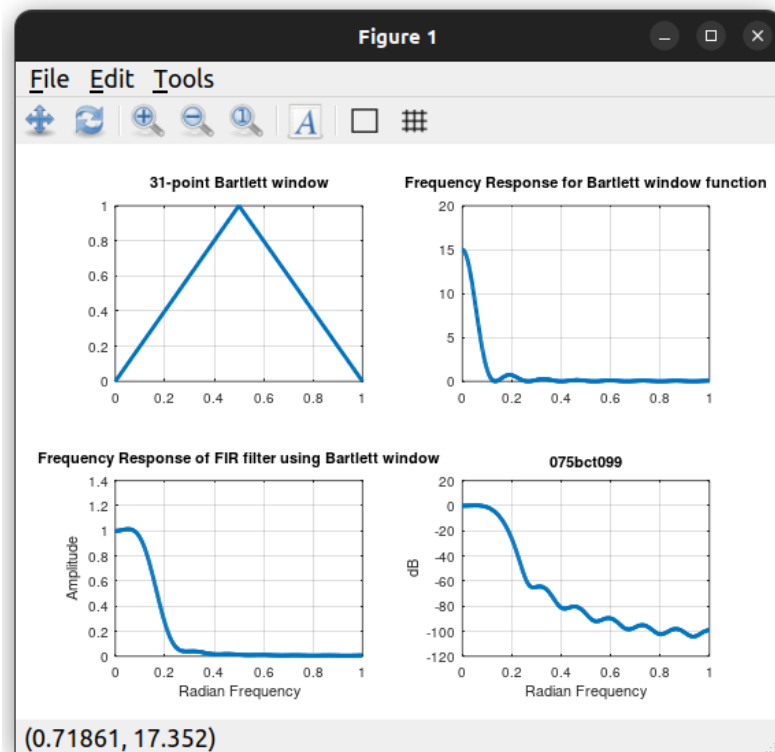 Figure 1
File Edit Tools
A
31-point Bartlett window
1
0.8
0.6
0.4
0.2
0
0 0.2 0.4 0.6 0.8 1
Frequency Response for Bartlett window function
20
15
10
5
0
0 0.2 0.4 0.6 0.8 1
Frequency Response of FIR filter using Bartlett window
Amplitude
1.4
1.2
1
0.8
0.6
0.4
0.2
0
0 0.2 0.4 0.6 0.8 1
Radian Frequency
075bct099
dB
20
0
-20
-40
-60
-80
-100
-120
0 0.2 0.4 0.6 0.8 1
Radian Frequency
(0.71861, 17.352)